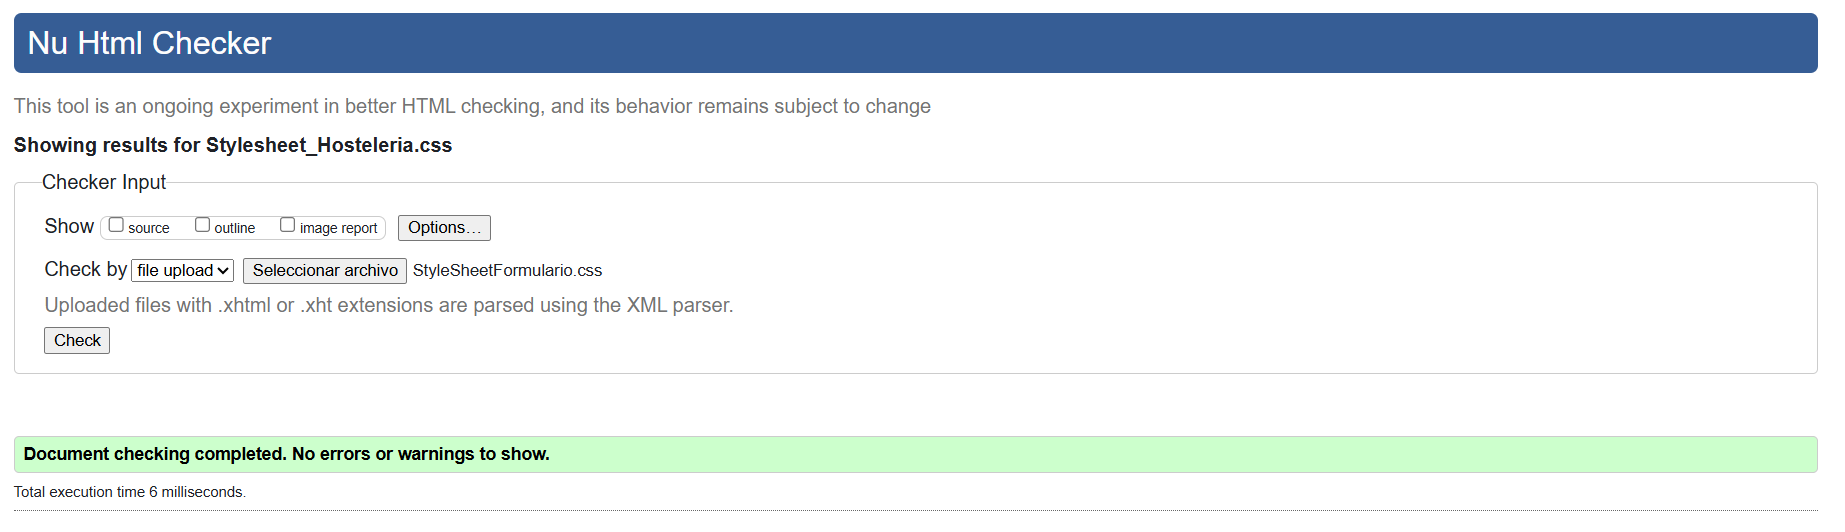 Nu Html Checker
This tool is an ongoing experiment in better HTML checking, and its behavior remains subject to change
Showing results for Stylesheet_Hosteleria.css
Checker Input
Show source outline image report Options...
Check by file upload Seleccionar archivo StyleSheetFormulario.css
Uploaded files with .xhtml or .xht extensions are parsed using the XML parser.
Check
Document checking completed. No errors or warnings to show.
Total execution time 6 milliseconds.